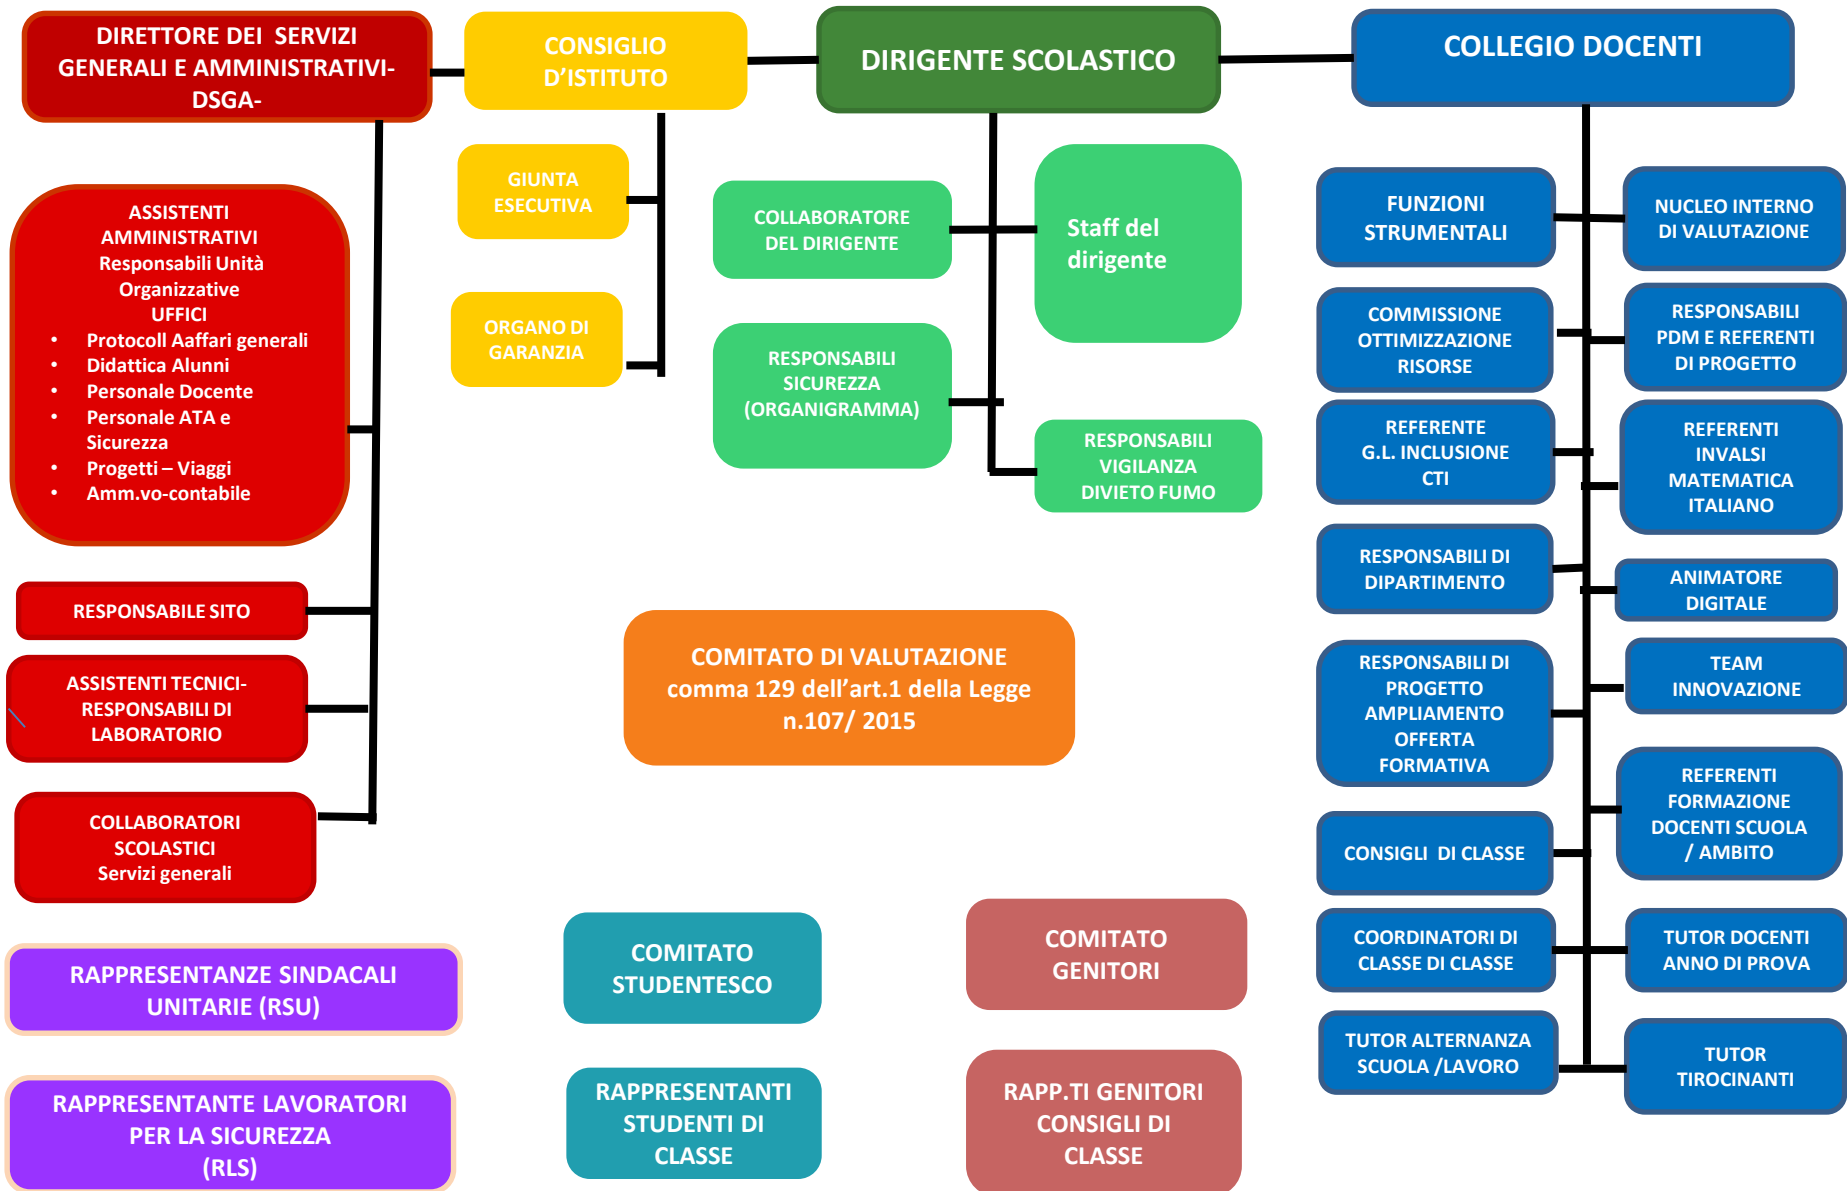 DIRETTORE DEI SERVIZI
GENERALI E AMMINISTRATIVI-
DSGA-
CONSIGLIO
D'ISTITUTO
DIRIGENTE SCOLASTICO
COLLEGIO DOCENTI
ASSISTENTI
AMMINISTRATIVI
Responsabili Unità
Organizzative
UFFICI
• Protocoll Aaffari generali
• Didattica Alunni
• Personale Docente
• Personale ATA e
Sicurezza
• Progetti – Viaggi
• Amm.vo-contabile
RESPONSABILE SITO
ASSISTENTI TECNICI-
RESPONSABILI DI
LABORATORIO
COLLABORATORI
SCOLASTICI
Servizi generali
GIUNTA
ESECUTIVA
ORGANO DI
GARANZIA
COLLABORATORE
DEL DIRIGENTE
Staff del
dirigente
RESPONSABILI
SICUREZZA
(ORGANIGRAMMA)
RESPONSABILI
VIGILANZA
DIVIETO FUMO
FUNZIONI
STRUMENTALI
NUCLEO INTERNO
DI VALUTAZIONE
COMMISSIONE
OTTIMIZZAZIONE
RISORSE
RESPONSABILI
PDM E REFERENTI
DI PROGETTO
REFERENTE
G.L. INCLUSIONE
CTI
REFERENTI
INVALSI
MATEMATICA
ITALIANO
RESPONSABILI DI
DIPARTIMENTO
ANIMATORE
DIGITALE
RESPONSABILI DI
PROGETTO
AMPLIAMENTO
OFFERTA
FORMATIVA
TEAM
INNOVAZIONE
REFERENTI
FORMAZIONE
DOCENTI SCUOLA
/ AMBITO
CONSIGLI DI CLASSE
COORDINATORI DI
CLASSE DI CLASSE
TUTOR DOCENTI
ANNO DI PROVA
TUTOR ALTERNANZA
SCUOLA /LAVORO
TUTOR
TIROCINANTI
COMITATO DI VALUTAZIONE
comma 129 dell'art.1 della Legge
n.107/ 2015
RAPPRESENTANZE SINDACALI
UNITARIE (RSU)
COMITATO
STUDENTESCO
COMITATO
GENITORI
RAPPRESENTANTE LAVORATORI
PER LA SICUREZZA
(RLS)
RAPPRESENTANTI
STUDENTI DI
CLASSE
RAPP.TI GENITORI
CONSIGLI DI
CLASSE